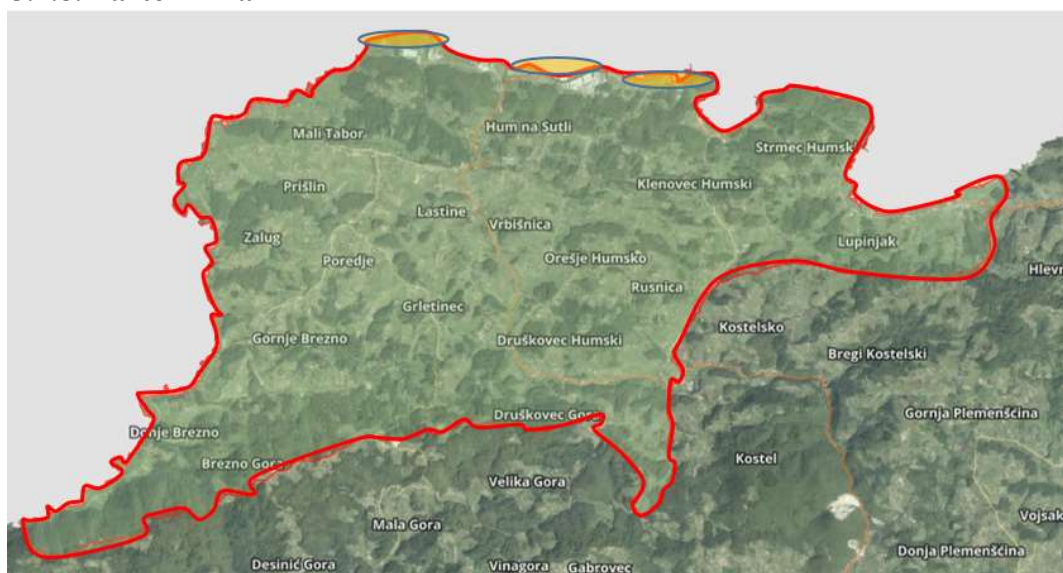 Mali Tabor
Hum na Sutli
Strmec Humsk
Prišlin
Klenovec Humski
Lastine
Vrbišnica
Zalug
Lupinjak
Poredje
Orešje Humsko
Hlevn
Rusnica
Grletinec
Kostelsko
Gornje Brezno
Druškovec Humski
Bregi Kostelski
Druškovec Gora
Gornja Plemenšćina
Donje Brezno
Brezno Gora
Kostel
Velika Gora
Mala Gora
Vojsak
Desinić Gora
Vinagora
Gabrovec
Donja Plemenšćina